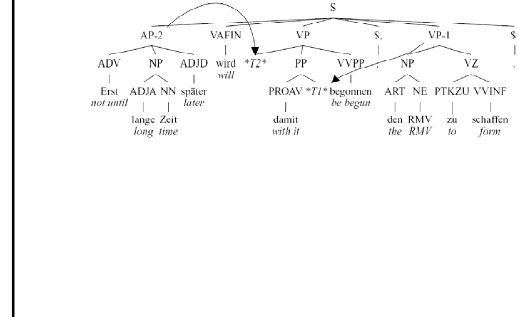 S
AP-2 VAFIN VP $, VP-1 $
ADV NP ADJD wird *T2* PP VVPP , NP VZ .
will
Erst ADJA NN später PROAV *T1* begonnen ART NE PTKZU VVINF
not until later be begun
lange Zeit damit den RMV zu schaffen
long time with it the RMV to form